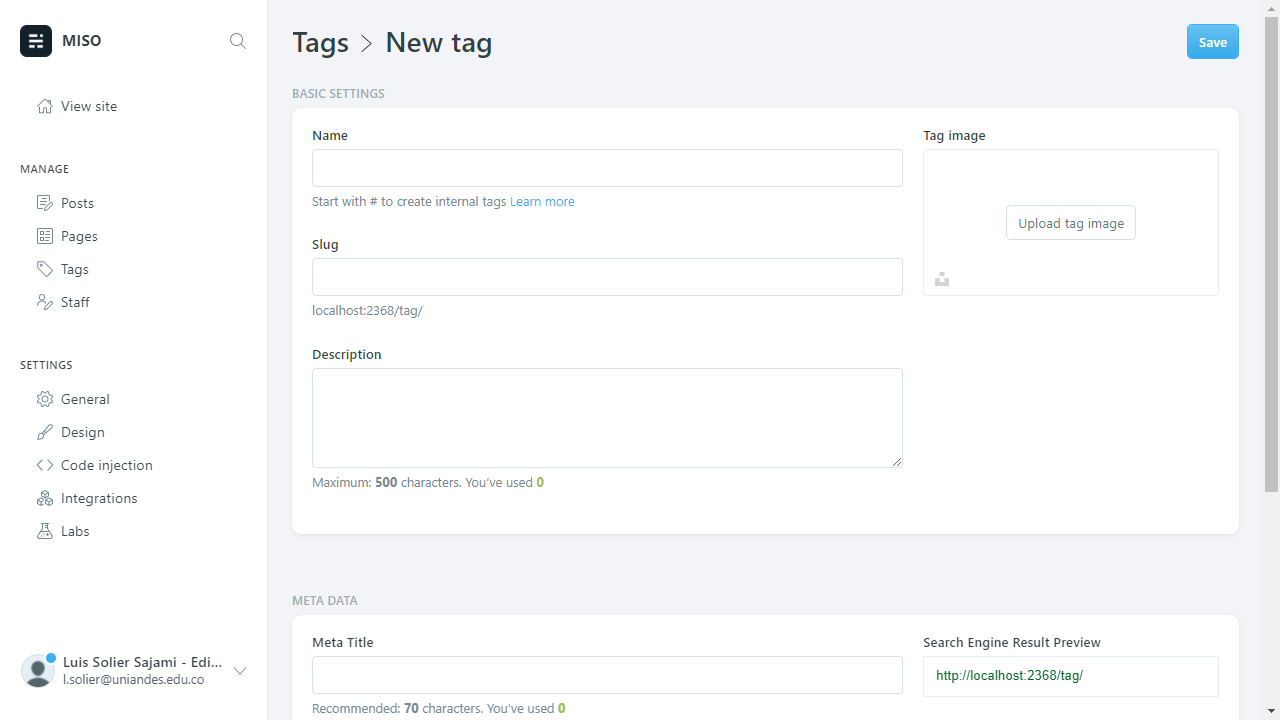 MISO
View site
MANAGE
Posts
Pages
Tags
Staff
SETTINGS
General
Design
Code injection
Integrations
Labs
Luis Solier Sajami - Edi...
l.solier@uniandes.edu.co
Tags > New tag
Save
BASIC SETTINGS
Name
Start with # to create internal tags Learn more
Slug
localhost:2368/tag/
Description
Maximum: 500 characters. You’ve used 0
Tag image
Upload tag image
META DATA
Meta Title
Recommended: 70 characters. You’ve used 0
Search Engine Result Preview
http://localhost:2368/tag/